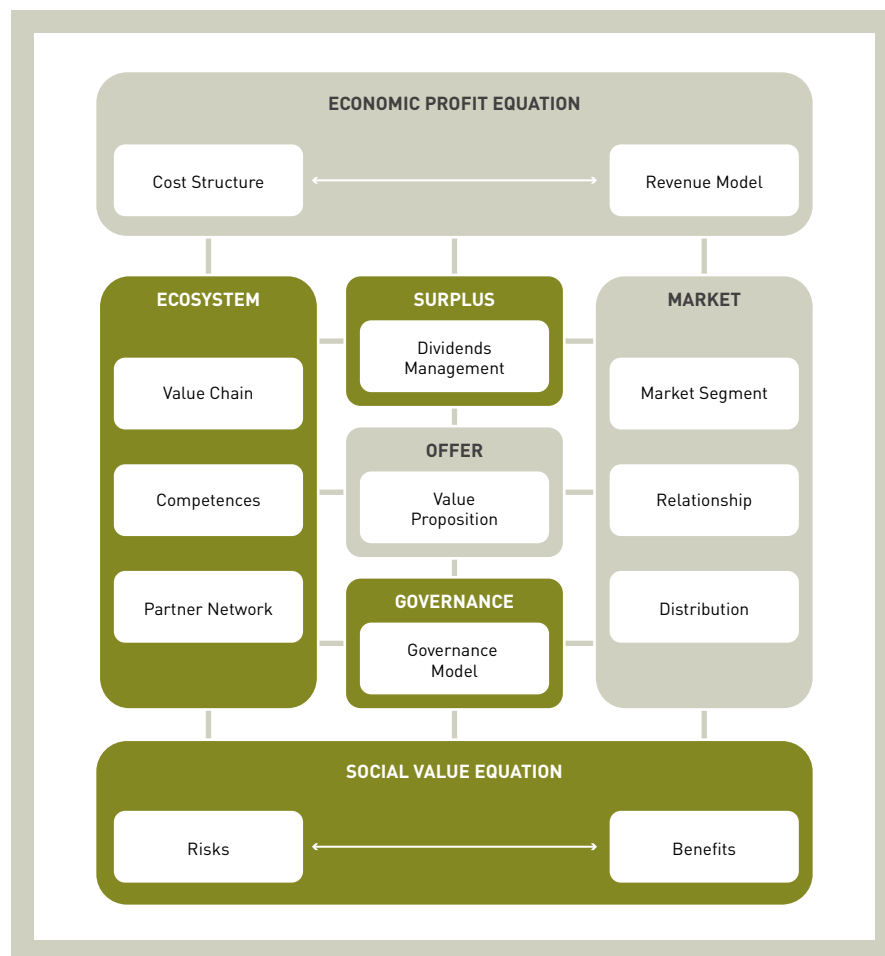 ECONOMIC PROFIT EQUATION
Cost Structure
Revenue Model
ECOSYSTEM
Value Chain
Competences
Partner Network
SURPLUS
Dividends
Management
OFFER
Value
Proposition
GOVERNANCE
Governance
Model
MARKET
Market Segment
Relationship
Distribution
SOCIAL VALUE EQUATION
Risks
Benefits